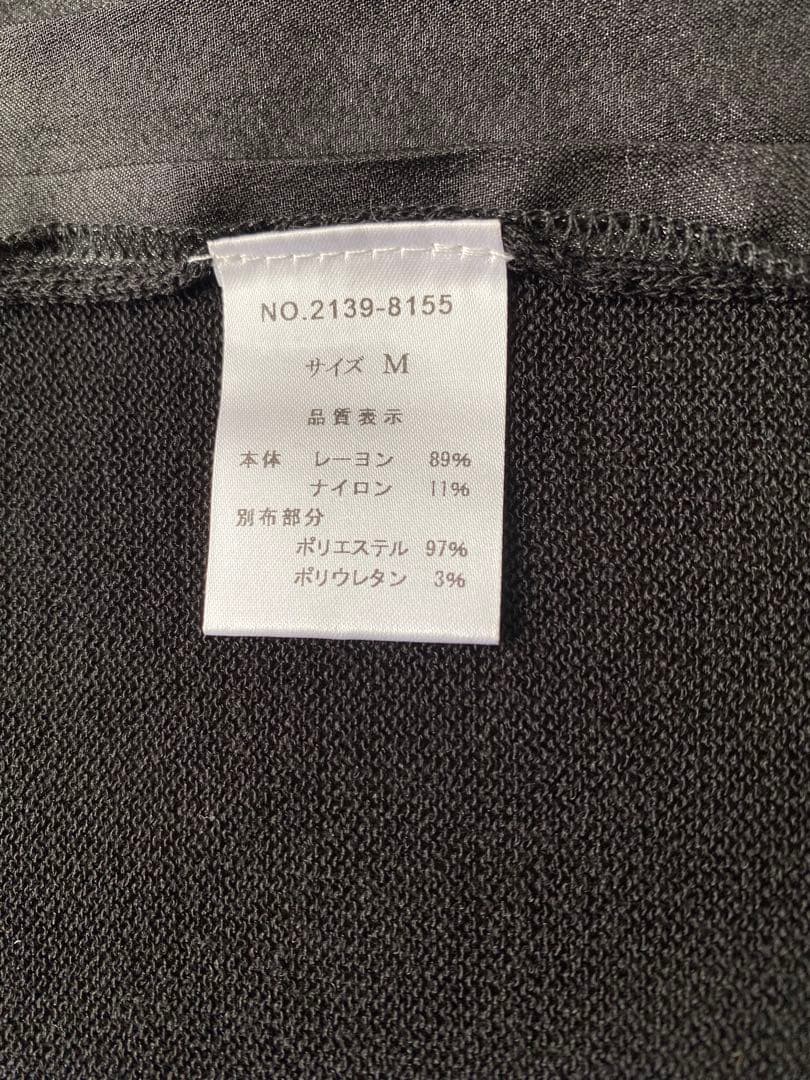 NO.2139-8155
サイズ M
品質表示
本体 レーヨン 89%
ナイロン 11%
別布部分
ポリエステル 97%
ポリウレタン 3%